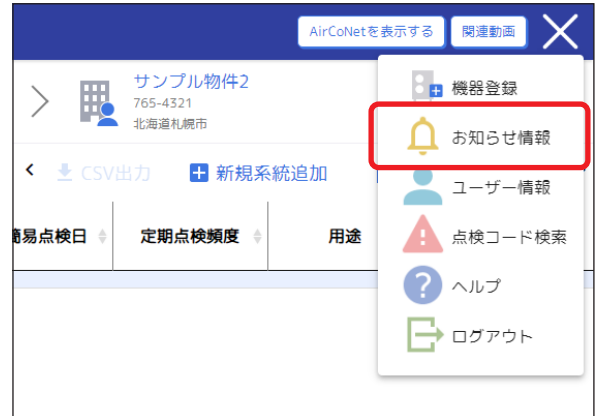 AirCoNetを表示する 関連動画
サンプル物件2
765-4321
北海道札幌市
CSV出力 新規系統追加
易点検日 定期点検頻度 用途
機器登録
お知らせ情報
ユーザー情報
点検コード検索
ヘルプ
ログアウト